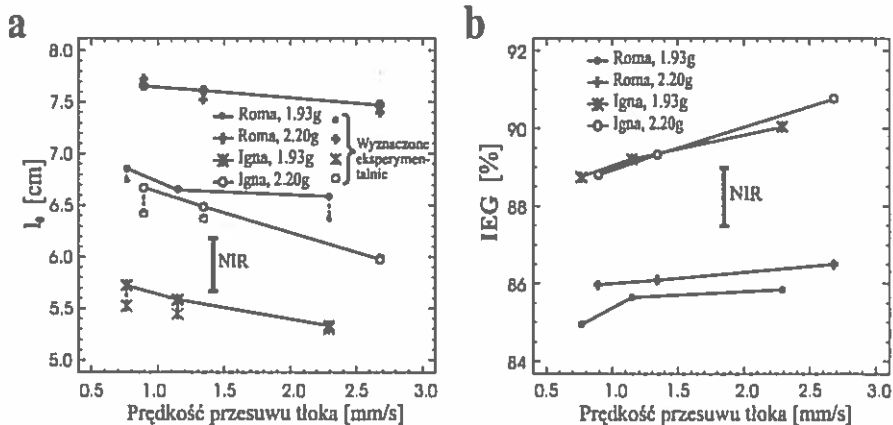 a
8.0
7.5
7.0
6.5
6.0
5.5
5.0
0.5 1.0 1.5 2.0 2.5 3.0
[cm]
Prędkość przesuwu tłoka [mm/s]
Roma, 1.93g
Roma, 2.20g
Igna, 1.93g
Igna, 2.20g
Wyznaczone
eksperymen-
talnic
NIR
b
92
90
88
86
84
0.5 1.0 1.5 2.0 2.5 3.0
IEG [%]
Prędkość przesuwu tłoka [mm/s]
Roma, 1.93g
Roma, 2.20g
Igna, 1.93g
Igna, 2.20g
NIR